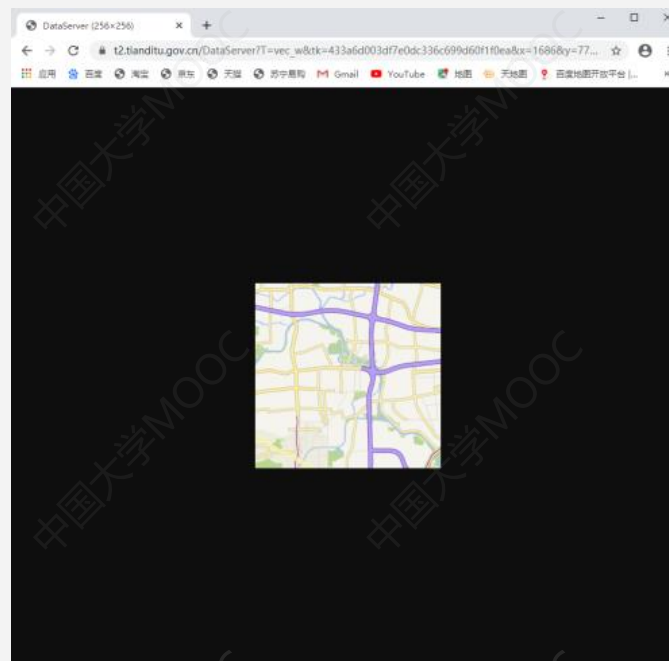 DataServer (256×256)
t2.tianditu.gov.cn/DataServer?T=vec_w&tk=433a6d003df7e0dc336c699d60f1f0ea&x=1686&y=77...
应用 百度 淘宝 京东 天猫 苏宁易购 Gmail YouTube 地图 天地图 百度地图开放平台 |...
中国大学MOOC
中国大学MOOC
中国大学MOOC
中国大学MOOC